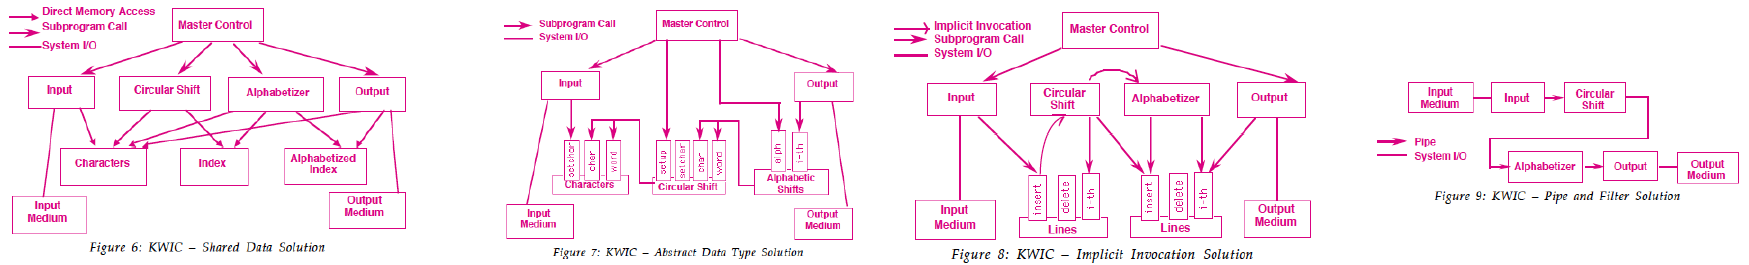 Direct Memory Access
Subprogram Call
System I/O
Master Control
Input
Circular Shift
Alphabetizer
Output
Characters
Index
Alphabetized
Index
Input
Medium
Output
Medium
Figure 6: KWIC – Shared Data Solution
Subprogram Call
System I/O
Master Control
Input
Output
setchar
char
word
Characters
setup
setchar
char
word
Circular Shift
alph
i-th
Alphabetic
Shifts
Input
Medium
Output
Medium
Figure 7: KWIC – Abstract Data Type Solution
Implicit Invocation
Subprogram Call
System I/O
Master Control
Input
Circular
Shift
Alphabetizer
Output
Input
Medium
insert
delete
i-th
Lines
insert
delete
i-th
Lines
Output
Medium
Figure 8: KWIC – Implicit Invocation Solution
Input
Medium
Input
Circular
Shift
Pipe
System I/O
Alphabetizer
Output
Output
Medium
Figure 9: KWIC – Pipe and Filter Solution